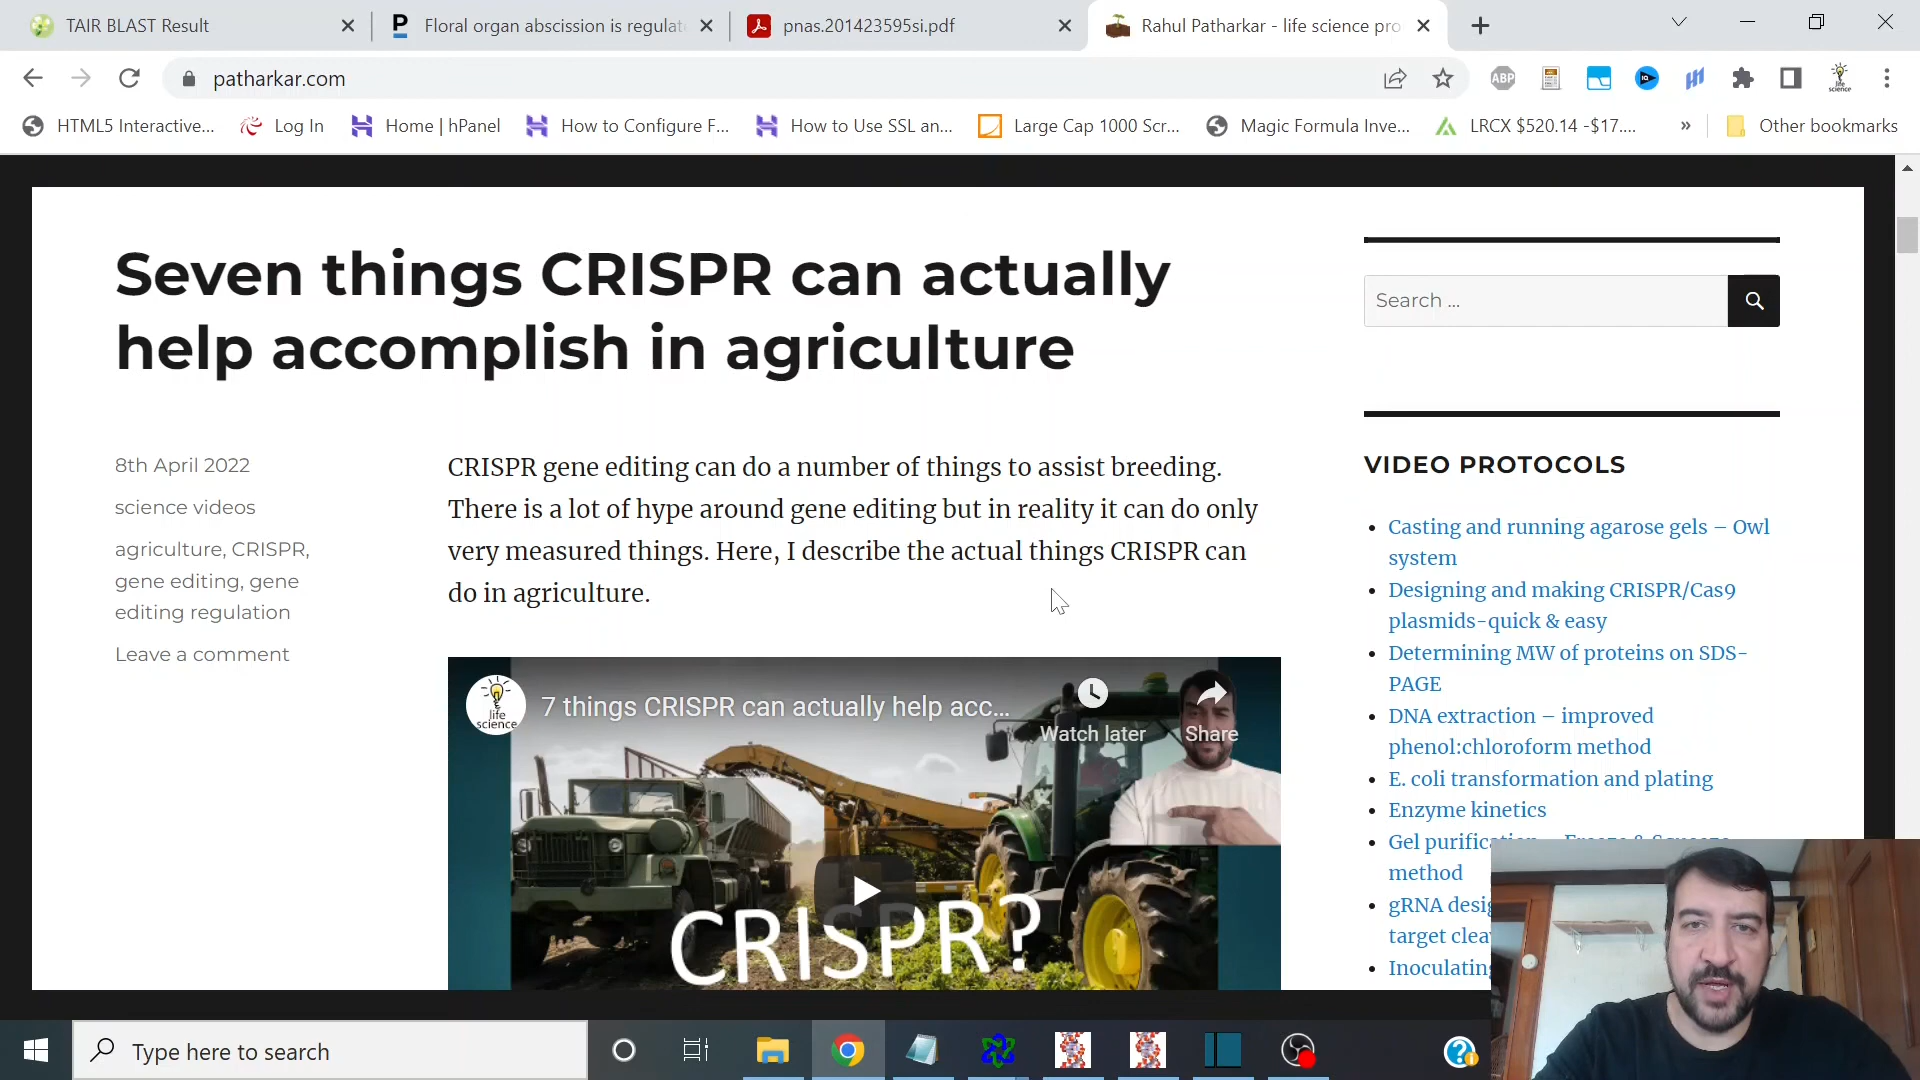 TAIR BLAST Result
Floral organ abscission is regulat
pnas.201423595si.pdf
Rahul Patharkar - life science pro
patharkar.com
ABP
HTML5 Interactive...
Log In
Home | hPanel
How to Configure F...
How to Use SSL an...
Large Cap 1000 Scr...
Magic Formula Inve...
LRCX $520.14 -$17....
»
Other bookmarks
Seven things CRISPR can actually
help accomplish in agriculture
Search ...
8th April 2022
science videos
agriculture, CRISPR,
gene editing, gene
editing regulation
Leave a comment
CRISPR gene editing can do a number of things to assist breeding.
There is a lot of hype around gene editing but in reality it can do only
very measured things. Here, I describe the actual things CRISPR can
do in agriculture.
life
science
7 things CRISPR can actually help acc...
Watch later
Share
CRISPR?
VIDEO PROTOCOLS
Casting and running agarose gels – Owl
system
Designing and making CRISPR/Cas9
plasmids-quick & easy
Determining MW of proteins on SDS-
PAGE
DNA extraction – improved
phenol:chloroform method
E. coli transformation and plating
Enzyme kinetics
Gel purific
method
gRNA desi
target clea
Inoculating
Type here to search